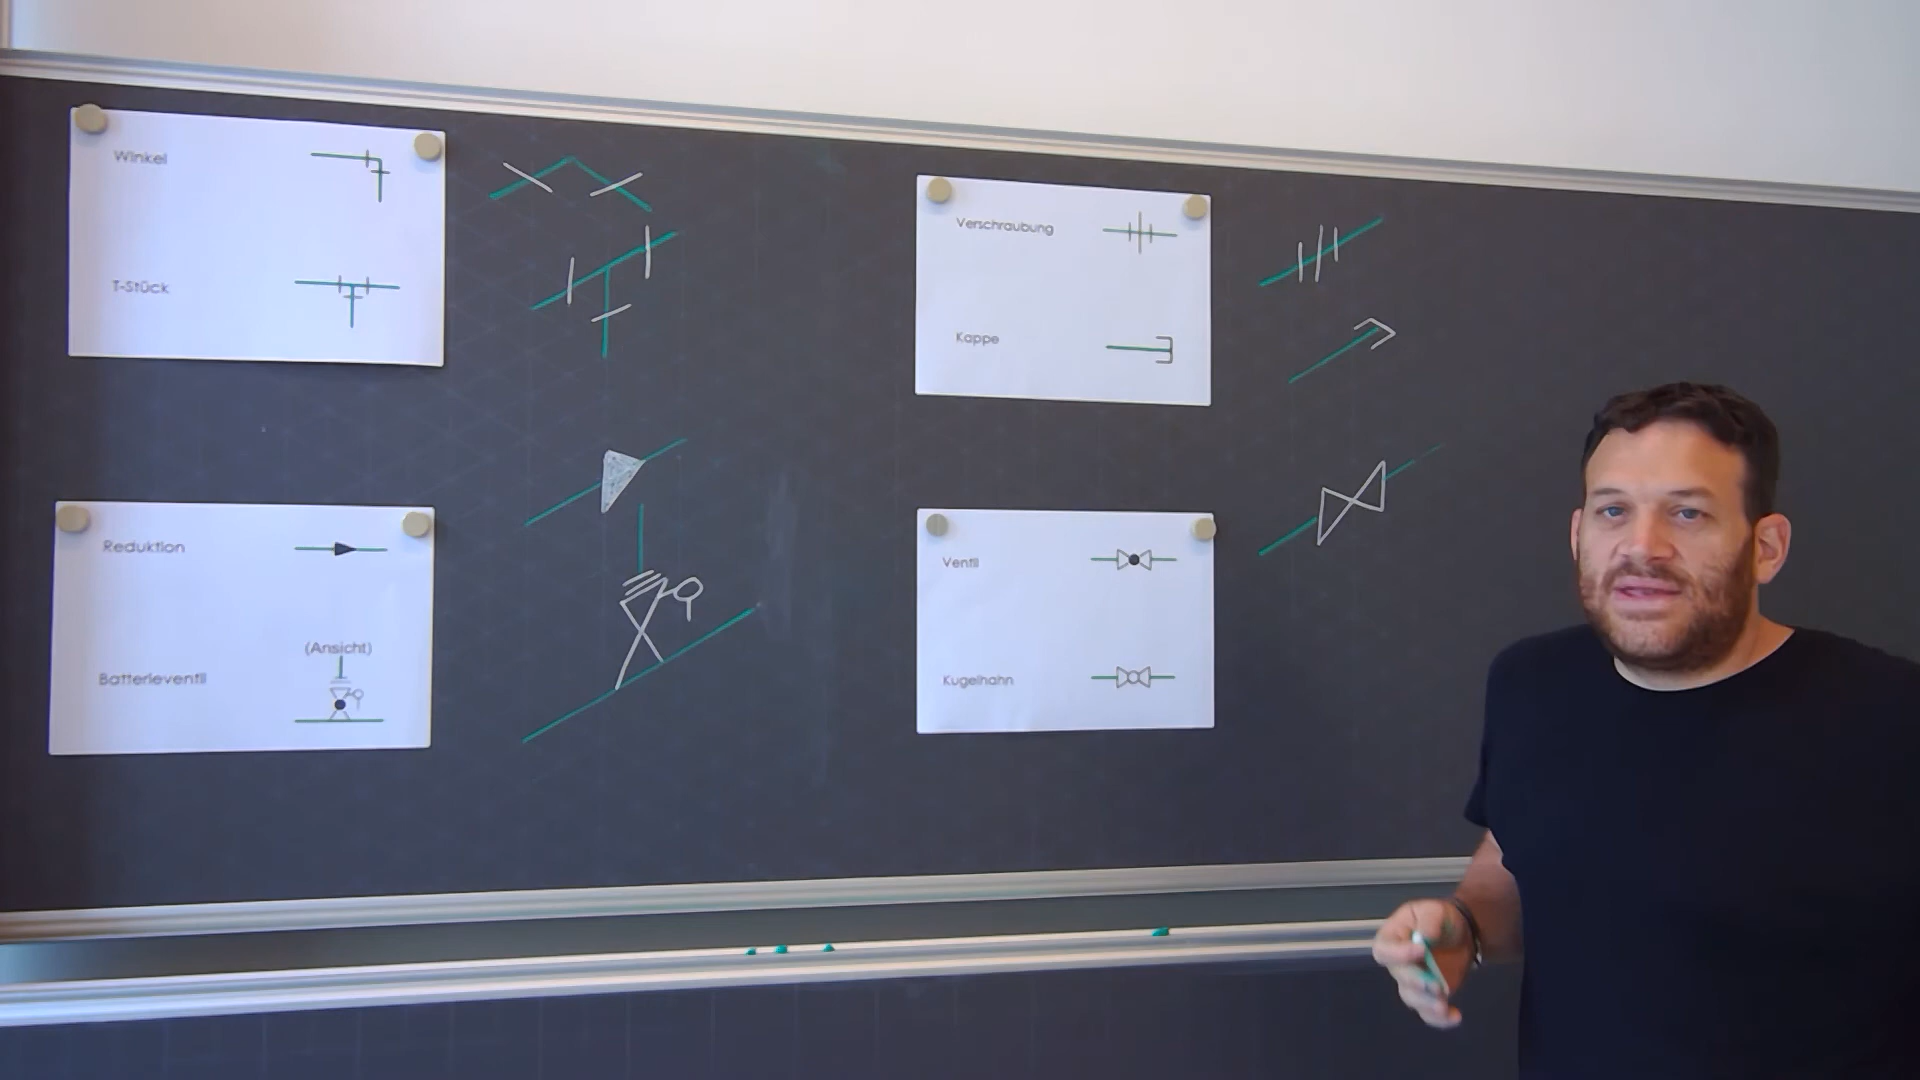 Winkel
T-Stück
Reduktion
(Ansicht)
Batterieventil
Verschraubung
Kappe
Ventil
Kugelhahn